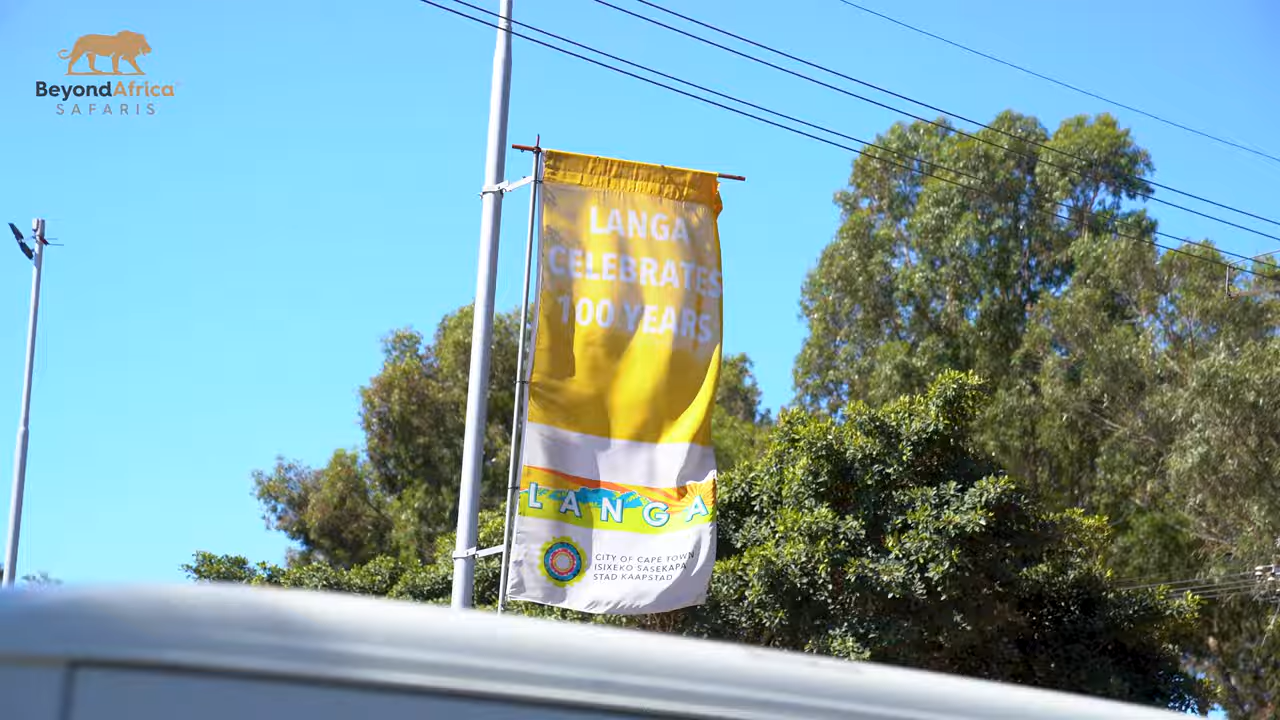 BeyondAfrica
SAFARIS
LANGA
CELEBRATES
100 YEARS
LANGA
CITY OF CAPE TOWN
ISIXEKO SASEKAPA
STAD KAAPSTAD